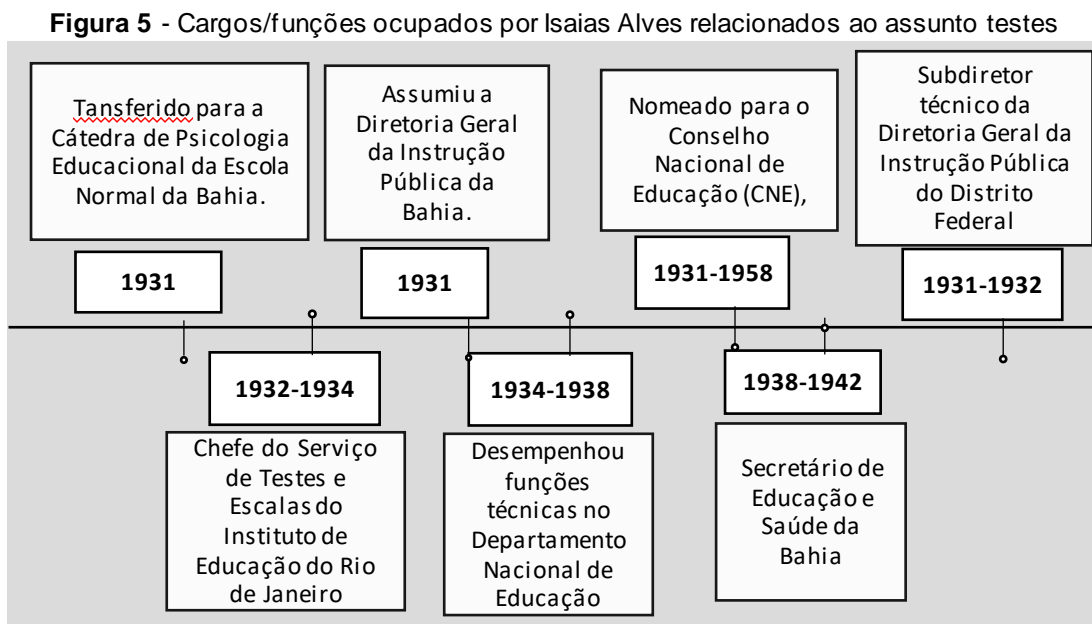 Figura 5 - Cargos/funções ocupados por Isaias Alves relacionados ao assunto testes
Tansferido para a
Cátedra de Psicologia
Educacional da Escola
Normal da Bahia.
1931
Assumiu a
Diretoria Geral
da Instrução
Pública da
Bahia.
1931
Nomeado para o
Conselho
Nacional de
Educação (CNE),
1931-1958
Subdiretor
técnico da
Diretoria Geral da
Instrução Pública
do Distrito
Federal
1931-1932
1932-1934
Chefe do Serviço
de Testes e
Escalas do
Instituto de
Educação do Rio
de Janeiro
1934-1938
Desempenhou
funções
técnicas no
Departamento
Nacional de
Educação
1938-1942
Secretário de
Educação e
Saúde da
Bahia